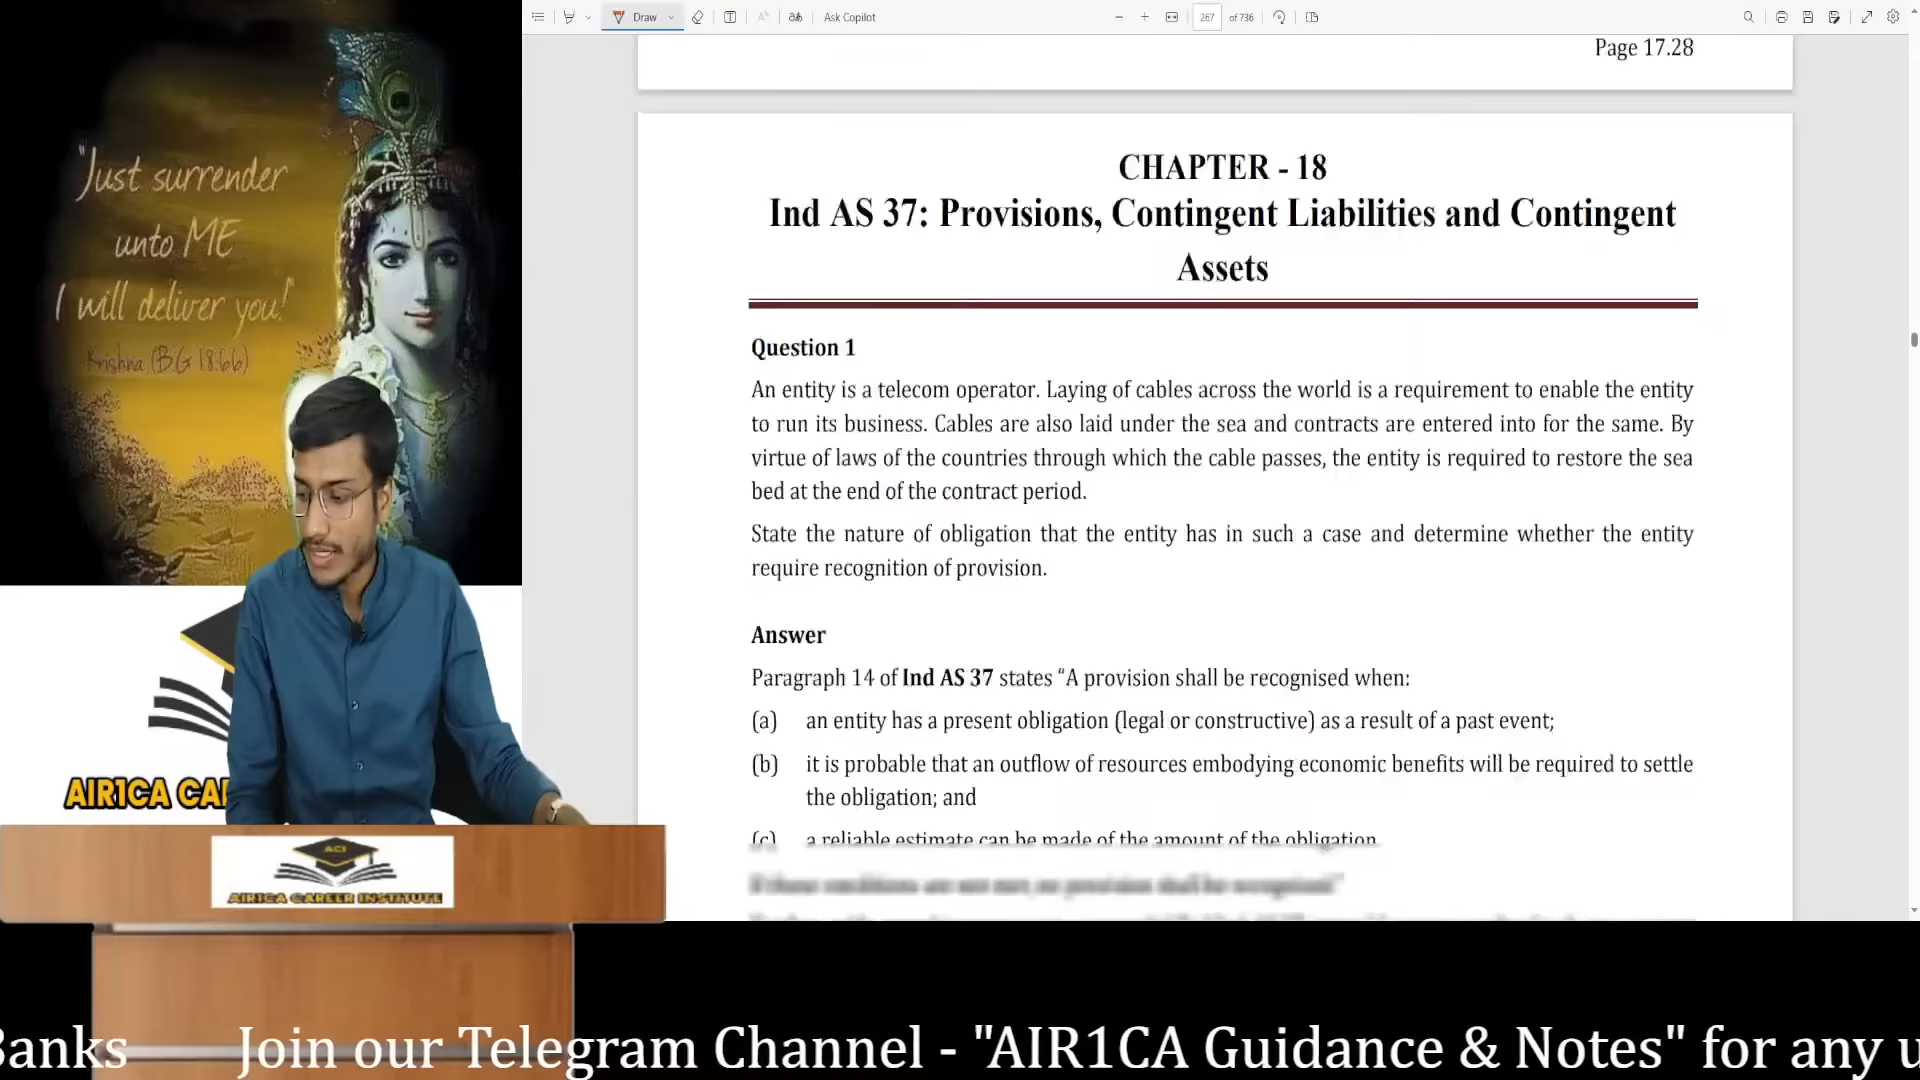 Draw
Ask Copilot
267
of 736
Page 17.28
"Just surrender
unto ME
I will deliver you!"
Krishna (B.G 18:66)
CHAPTER - 18
Ind AS 37: Provisions, Contingent Liabilities and Contingent
Assets
Question 1
An entity is a telecom operator. Laying of cables across the world is a requirement to enable the entity
to run its business. Cables are also laid under the sea and contracts are entered into for the same. By
virtue of laws of the countries through which the cable passes, the entity is required to restore the sea
bed at the end of the contract period.
State the nature of obligation that the entity has in such a case and determine whether the entity
require recognition of provision.
Answer
Paragraph 14 of Ind AS 37 states “A provision shall be recognised when:
(a) an entity has a present obligation (legal or constructive) as a result of a past event;
(b) it is probable that an outflow of resources embodying economic benefits will be required to settle
the obligation; and
(c) a reliable estimate can be made of the amount of the obligation.
AIR1CA CA
ACI
AIR1CA CAREER INSTITUTE
Banks Join our Telegram Channel - "AIR1CA Guidance & Notes" for any u